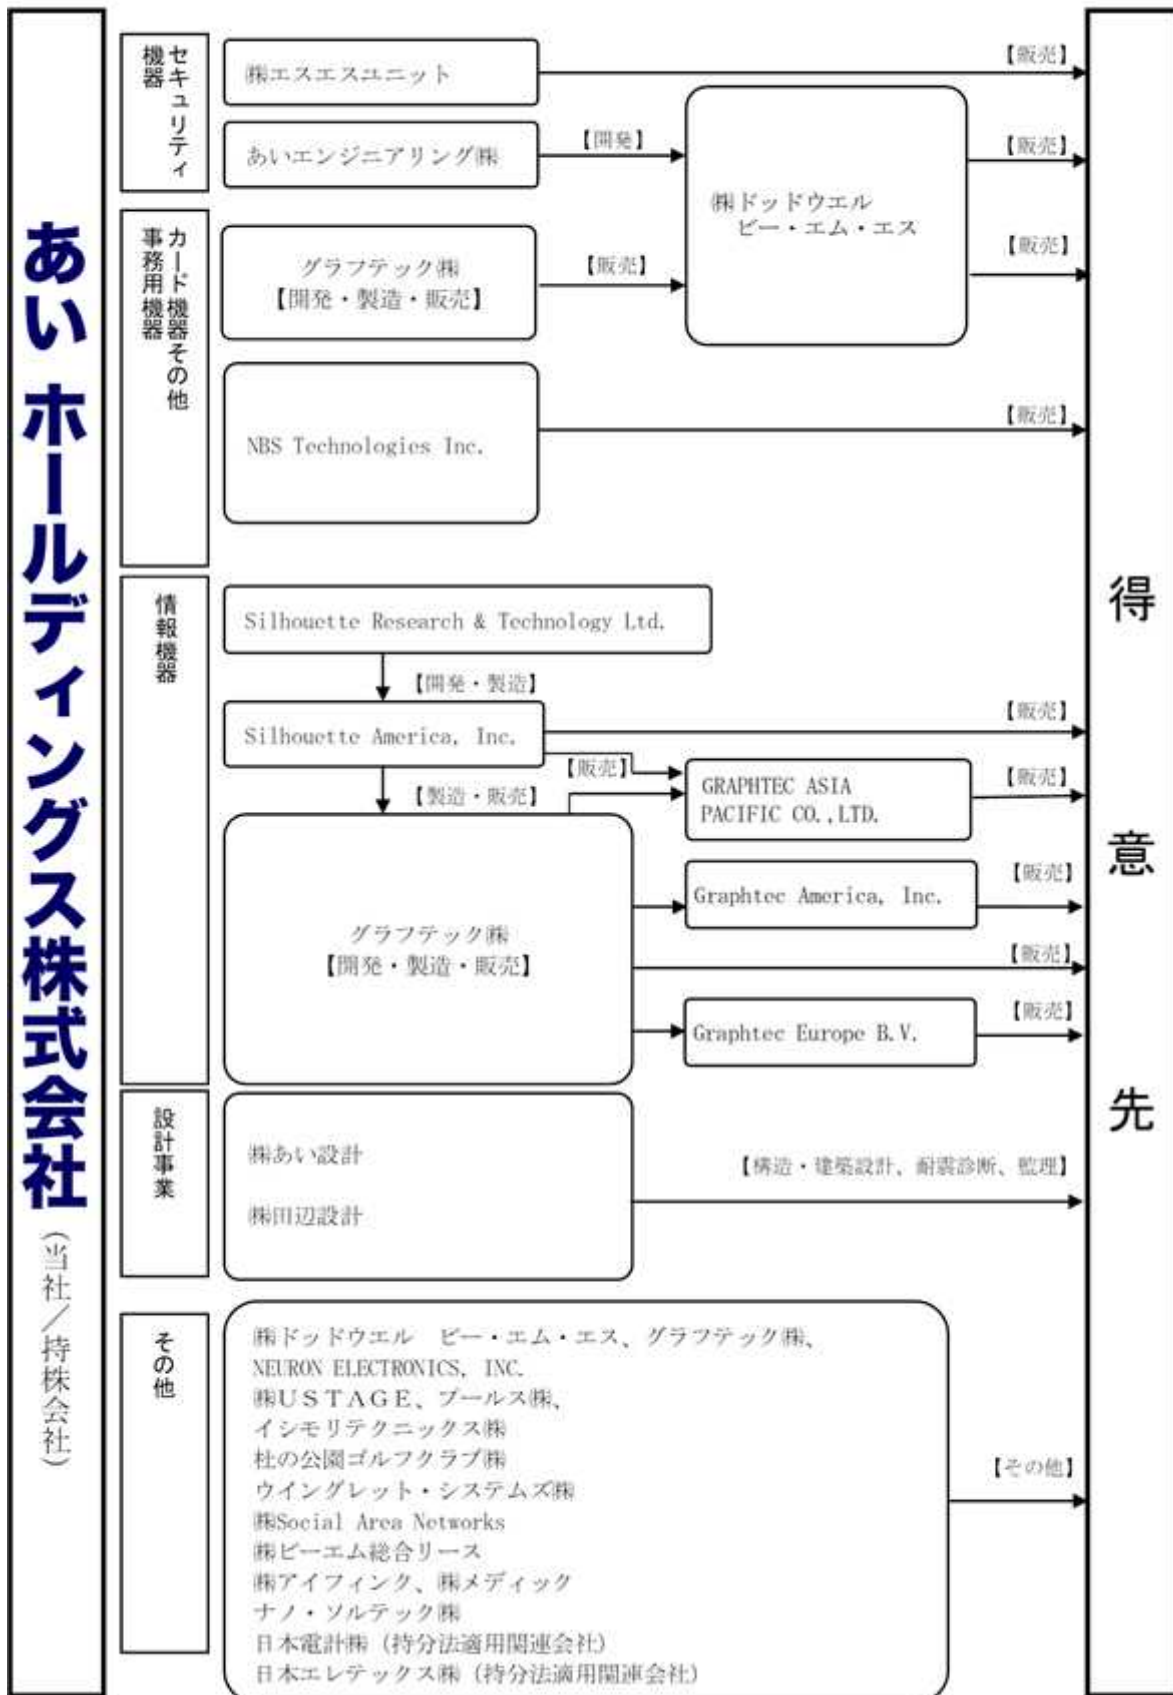 あい ホールディングス株式会社
(当社／持株会社)
セキュリティ
機器
㈱エスエスユニット
【販売】
あいエンジニアリング㈱
【開発】
㈱ドッドウエル
ビー・エム・エス
【販売】
カード機器その他
事務用機器
グラフテック㈱
【開発・製造・販売】
【販売】
【販売】
NBS Technologies Inc.
【販売】
情報機器
Silhouette Research & Technology Ltd.
【開発・製造】
Silhouette America, Inc.
【販売】
【販売】
【製造・販売】
GRAPHTEC ASIA
PACIFIC CO.,LTD.
【販売】
グラフテック㈱
【開発・製造・販売】
Graphtec America, Inc.
【販売】
【販売】
Graphtec Europe B.V.
【販売】
設計事業
㈱あい設計
㈱田辺設計
【構造・建築設計、耐震診断、監理】
その他
㈱ドッドウエル　ビー・エム・エス、グラフテック㈱、
NEURON ELECTRONICS, INC.
㈱ＵＳＴＡＧＥ、プールス㈱、
イシモリテクニックス㈱
杜の公園ゴルフクラブ㈱
ウイングレット・システムズ㈱
㈱Social Area Networks
㈱ビーエム総合リース
㈱アイフィンク、㈱メディック
ナノ・ソルテック㈱
日本電計㈱（持分法適用関連会社）
日本エレテックス㈱（持分法適用関連会社）
【その他】
得意先